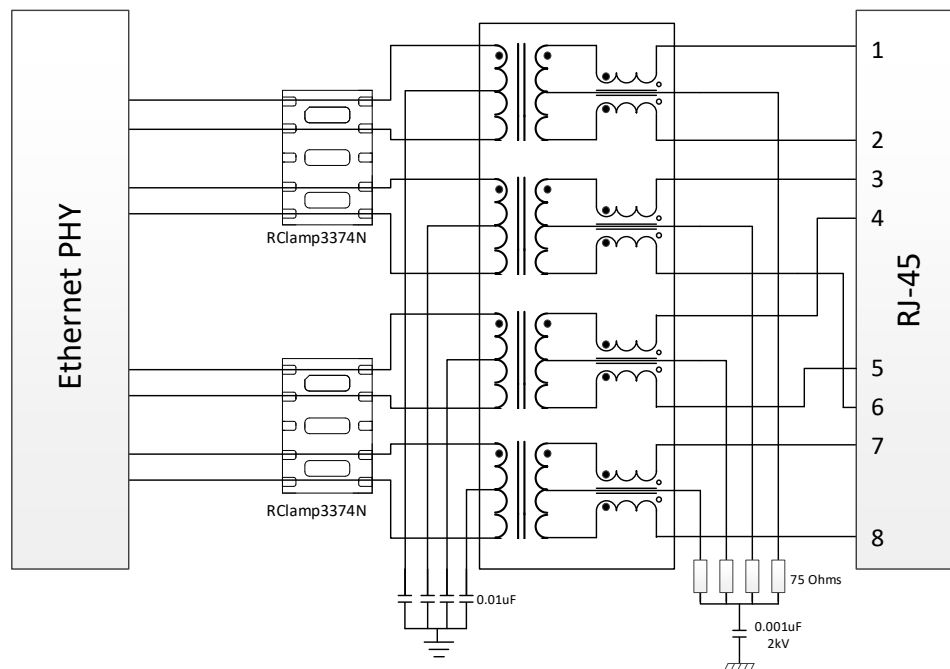 Ethernet PHY
RClamp3374N
RClamp3374N
0.01uF
75 Ohms
0.001uF
2kV
1
2
3
4
5
6
7
8
RJ-45